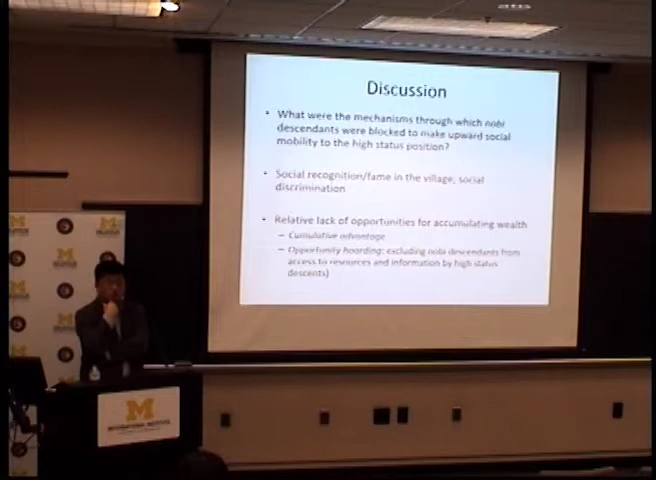 Discussion
• What were the mechanisms through which nobi
descendants were blocked to make upward social
mobility to the high status position?
• Social recognition/fame in the village, social
discrimination
• Relative lack of opportunities for accumulating wealth
– Cumulative advantage
– Opportunity hoarding: excluding nobi descendants from
access to resources and information by high status
descents)
M
INTERNATIONAL INSTITUTE